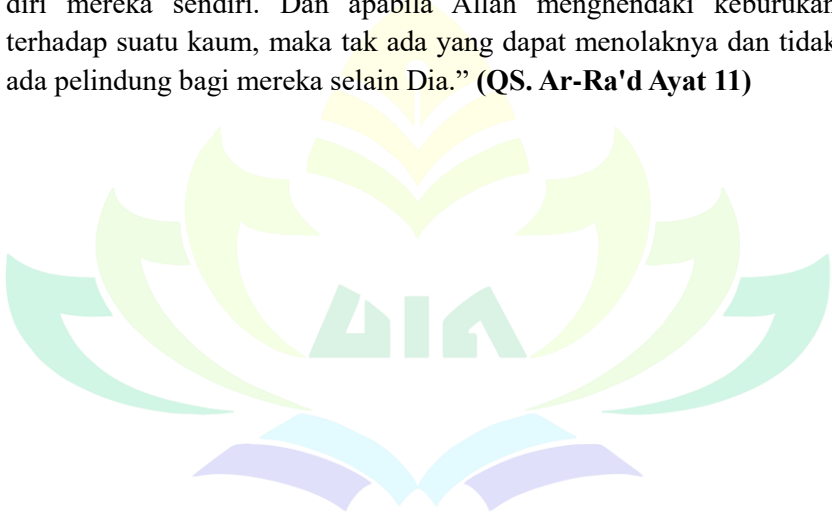 diri mereka sendiri. Dan apabila Allah menghendaki keburukan
terhadap suatu kaum, maka tak ada yang dapat menolaknya dan tidak
ada pelindung bagi mereka selain Dia.” (QS. Ar-Ra'd Ayat 11)
UIN